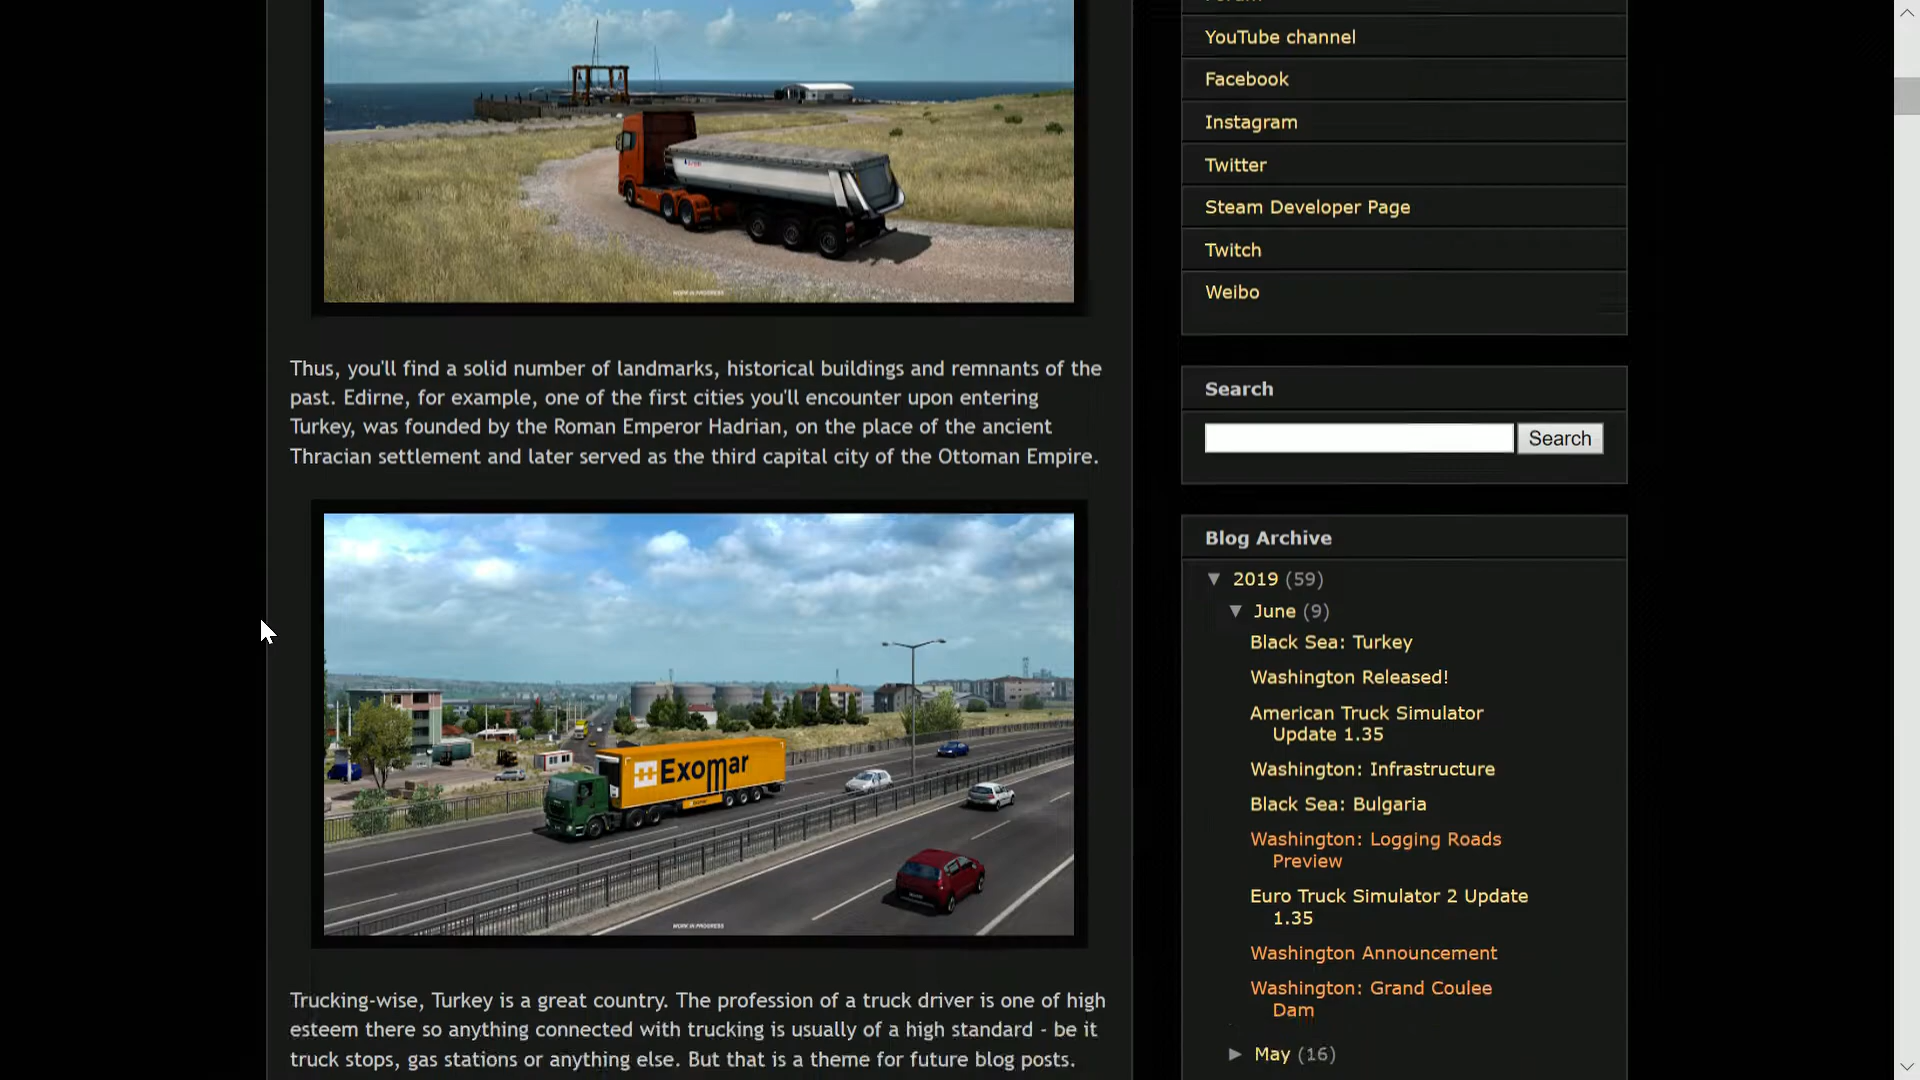 YouTube channel
Facebook
Instagram
Twitter
Steam Developer Page
Twitch
Weibo
WORK IN PROGRESS
Thus, you'll find a solid number of landmarks, historical buildings and remnants of the
past. Edirne, for example, one of the first cities you'll encounter upon entering
Turkey, was founded by the Roman Emperor Hadrian, on the place of the ancient
Thracian settlement and later served as the third capital city of the Ottoman Empire.
Exomar
WORK IN PROGRESS
Trucking-wise, Turkey is a great country. The profession of a truck driver is one of high
esteem there so anything connected with trucking is usually of a high standard - be it
truck stops, gas stations or anything else. But that is a theme for future blog posts.
Search
Search
Blog Archive
▼ 2019 (59)
▼ June (9)
Black Sea: Turkey
Washington Released!
American Truck Simulator
Update 1.35
Washington: Infrastructure
Black Sea: Bulgaria
Washington: Logging Roads
Preview
Euro Truck Simulator 2 Update
1.35
Washington Announcement
Washington: Grand Coulee
Dam
► May (16)